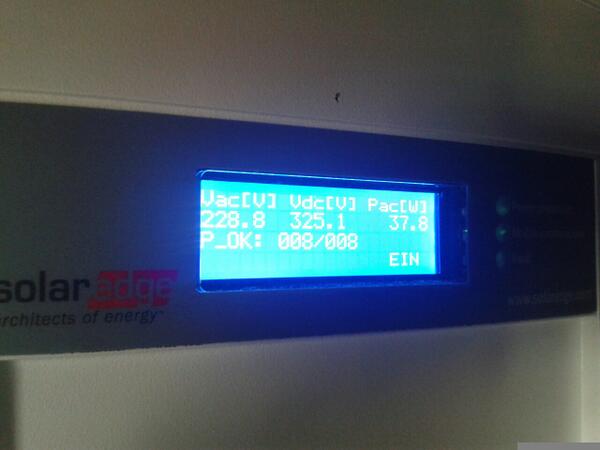 Vac[V] Vdc[V] Pac[W]
228.8 325.1 37.8
P_OK: 008/008
EIN
solaredge
architects of energy™
www.solaredge.com